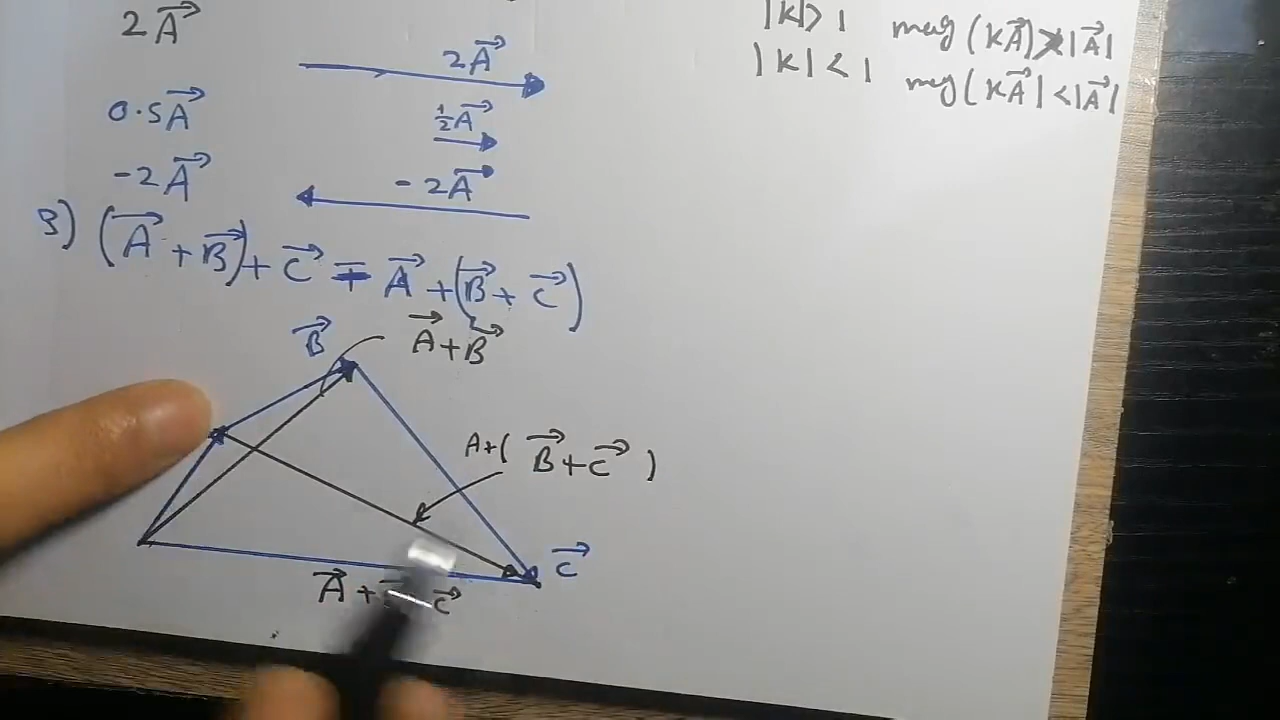 2A⃗
|k|> 1 mag (kA⃗) > |A⃗|
2A⃗
|k| < 1 mag (kA⃗| < |A⃗|
0.5A⃗
½A⃗
-2A⃗
-2A⃗
3) (A⃗ + B⃗) + C⃗ = A⃗ + (B⃗ + C⃗)
B⃗
A⃗ + B⃗
A+( B⃗ + C⃗ )
C⃗
A⃗ + C⃗